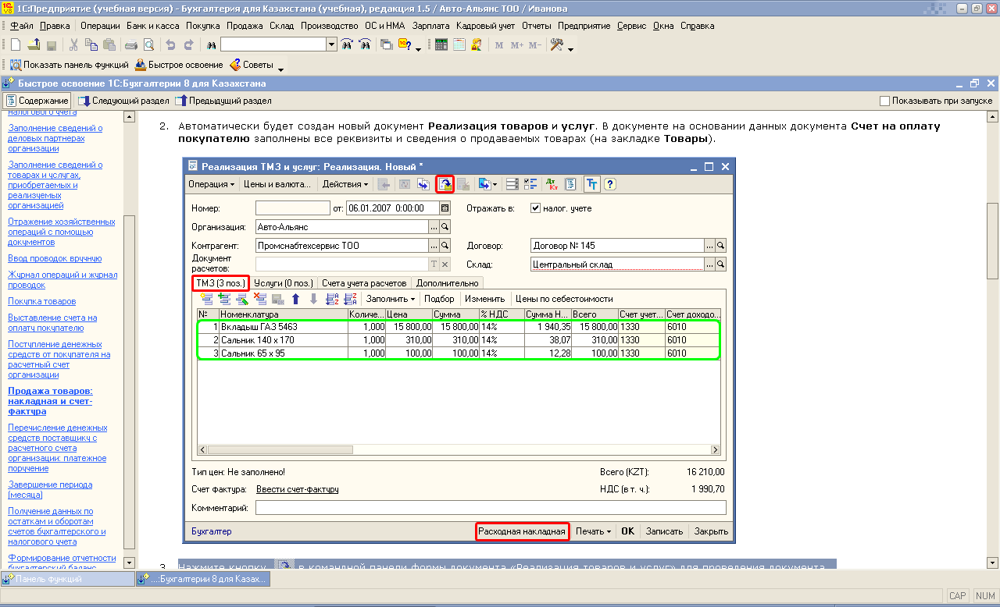 1С:Предприятие (учебная версия) - Бухгалтерия для Казахстана (учебная), редакция 1.5 / Авто-Альянс ТОО / Иванова
Файл Правка Операции Банк и касса Покупка Продажа Склад Производство ОС и НМА Зарплата Кадровый учет Отчеты Предприятие Сервис Окна Справка
M M+ M-
Показать панель функций Быстрое освоение Советы
Быстрое освоение 1С:Бухгалтерии 8 для Казахстана
Содержание Следующий раздел Предыдущий раздел Показывать при запуске
налогового учета
Заполнение сведений о
деловых партнерах
организации
Заполнение сведений о
товарах и услугах,
приобретаемых и
реализуемых
организацией
Отражение хозяйственных
операций с помощью
документов
Ввод проводок вручную
Журнал операций и журнал
проводок
Покупка товаров
Выставление счета на
оплату покупателю
Поступление денежных
средств от покупателя на
расчетный счет
организации
Продажа товаров:
накладная и счет-
фактура
Перечисление денежных
средств поставщику с
расчетного счета
организации: платежное
поручение
Завершение периода
(месяца)
Получение данных по
остаткам и оборотам
счетов бухгалтерского и
налогового учета
Формирование отчетности
бухгалтерский баланс
2. Автоматически будет создан новый документ Реализация товаров и услуг. В документе на основании данных документа Счет на оплату
покупателю заполнены все реквизиты и сведения о продаваемых товарах (на закладке Товары).
Реализация ТМЗ и услуг: Реализация. Новый *
Операция Цены и валюта... Действия Дт Кт ?
Номер: от: 06.01.2007 0:00:00 Отражать в: налог. учете
Организация: Авто-Альянс
Контрагент: Промснабтехсервис ТОО Договор: Договор № 145
Документ расчетов: T Склад: Центральный склад
ТМЗ (3 поз.) Услуги (0 поз.) Счета учета расчетов Дополнительно
Заполнить Подбор Изменить Цены по себестоимости
№ Номенклатура Количе... Цена Сумма % НДС Сумма Н... Всего Счет учет... Счет доходо...
1 Вкладыш ГАЗ 5463 1,000 15 800,00 15 800,00 14% 1 940,35 15 800,00 1330 6010
2 Сальник 140 x 170 1,000 310,00 310,00 14% 38,07 310,00 1330 6010
3 Сальник 65 x 95 1,000 100,00 100,00 14% 12,28 100,00 1330 6010
Тип цен: Не заполнено! Всего (KZT): 16 210,00
Счет фактура: Ввести счет-фактуру НДС (в т. ч.): 1 990,70
Комментарий:
Бухгалтер Расходная накладная Печать OK Записать Закрыть
3. Нажмите кнопку в командной панели формы документа «Реализация товаров и услуг» для проведения документа
Панель функций ...:Бухгалтерии 8 для Казах...
CAP NUM